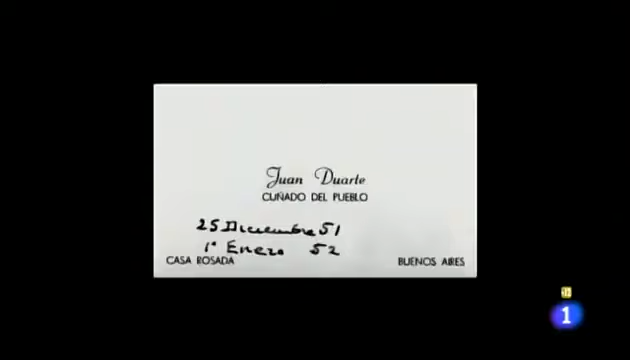 Juan Duarte
CUÑADO DEL PUEBLO
25 Diciembre 51
1º Enero 52
CASA ROSADA
BUENOS AIRES
1